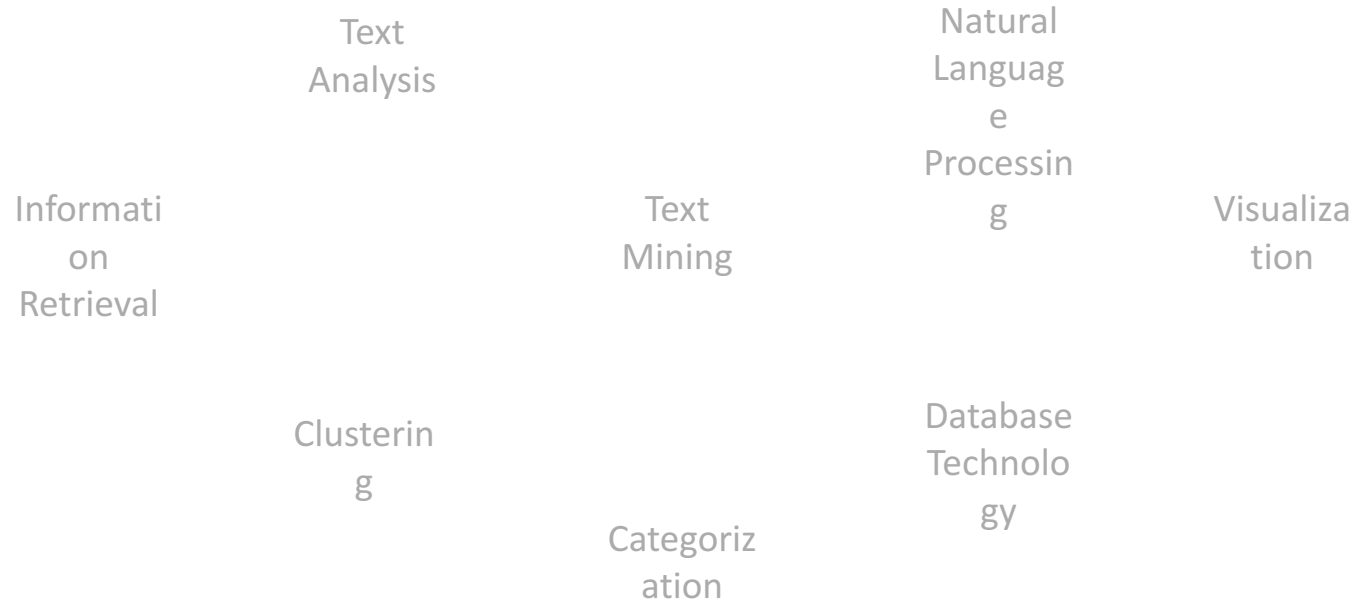 Text
Analysis
Natural
Languag
e
Processin
g
Informati
on
Retrieval
Text
Mining
Visualiza
tion
Clusterin
g
Database
Technolo
gy
Categoriz
ation